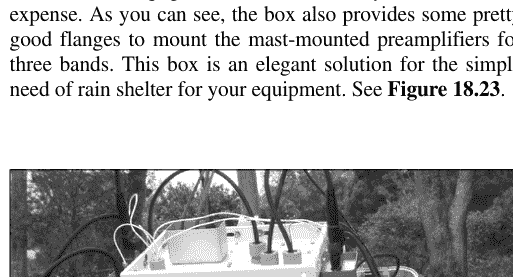 expense. As you can see, the box also provides some pretty
good flanges to mount the mast-mounted preamplifiers fo
three bands. This box is an elegant solution for the simpl
need of rain shelter for your equipment. See Figure 18.23.